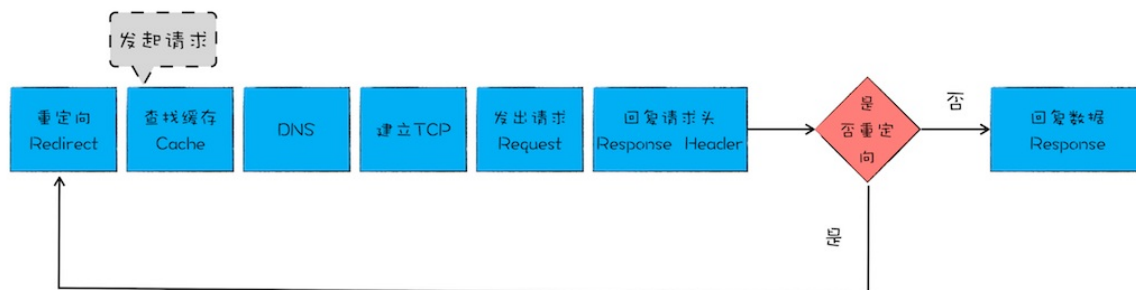 发起请求
重定向
Redirect
查找缓存
Cache
DNS
建立TCP
发出请求
Request
回复请求头
Response Header
是
否重定
向
否
回复数据
Response
是